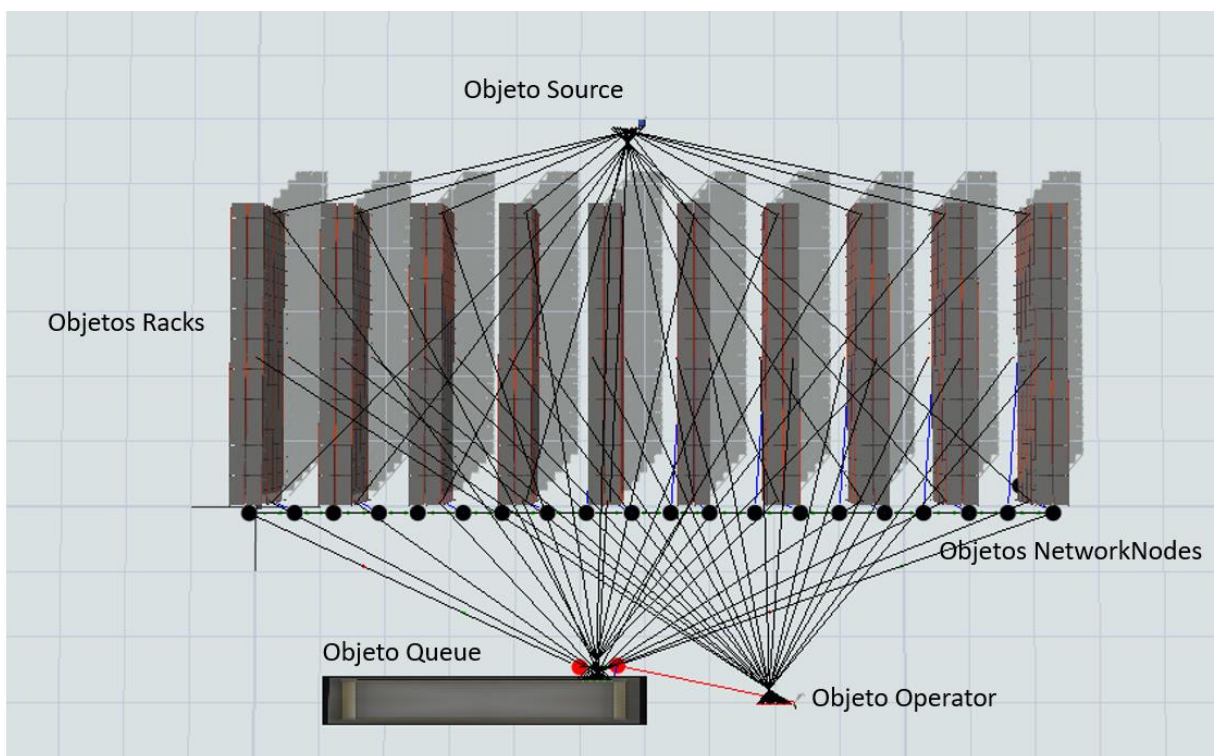 Objeto Source
Objetos Racks
Objetos NetworkNodes
Objeto Queue
Objeto Operator